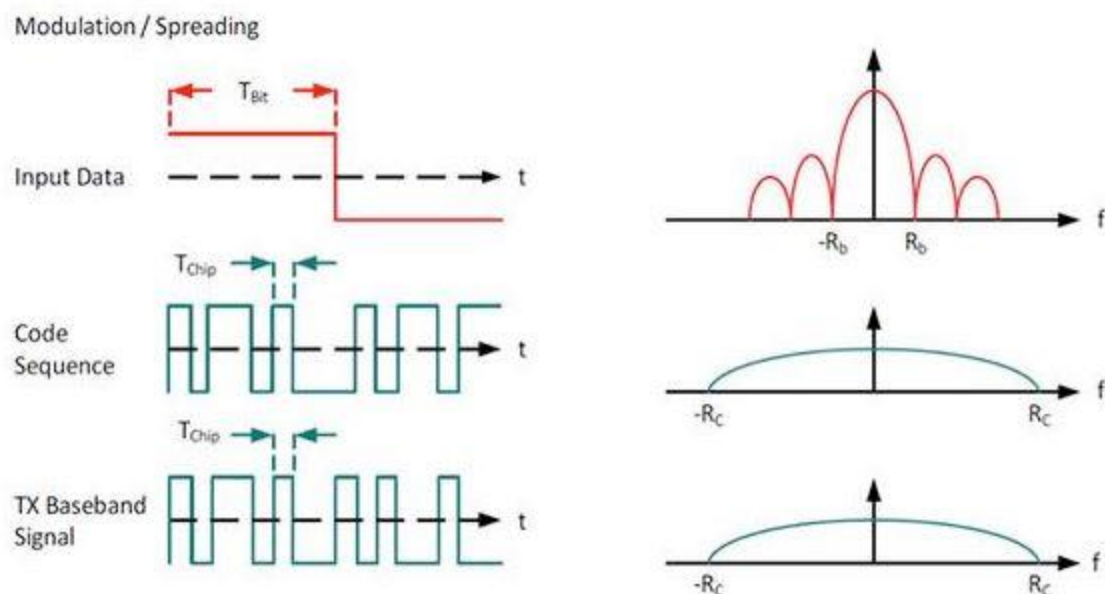 Modulation / Spreading
T_Bit
Input Data
t
-R_b
R_b
f
T_Chip
Code
Sequence
t
-R_C
R_C
f
T_Chip
TX Baseband
Signal
t
-R_C
R_C
f